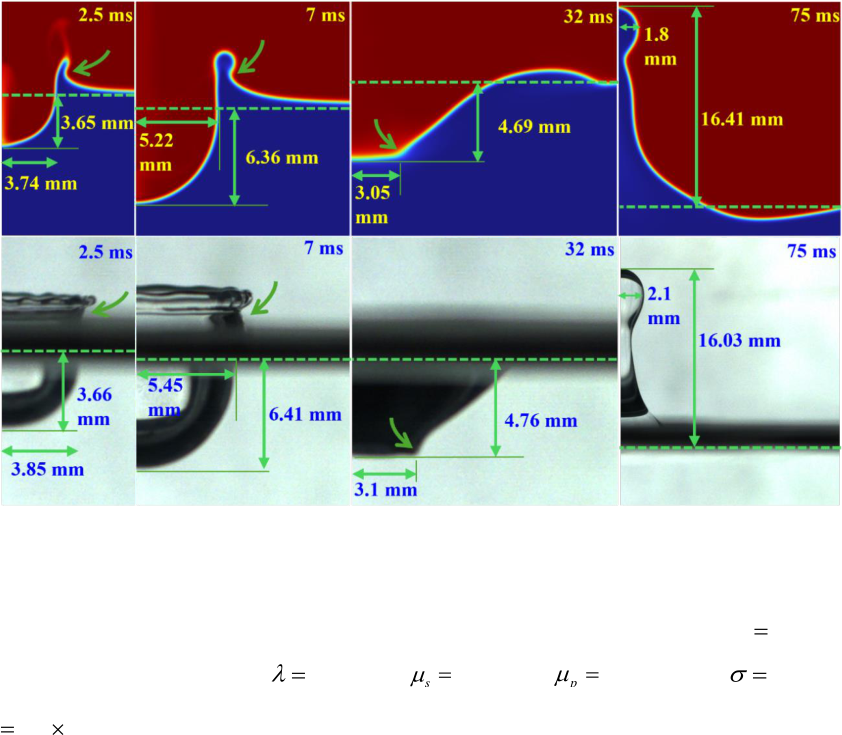 2.5 ms
3.65 mm
3.74 mm
7 ms
5.22
mm
6.36 mm
32 ms
4.69 mm
3.05
mm
75 ms
1.8
mm
16.41 mm
2.5 ms
3.66
mm
3.85 mm
7 ms
5.45
mm
6.41 mm
32 ms
4.76 mm
3.1 mm
75 ms
2.1
mm
16.03 mm
=
λ = μs = μp = σ =
= ×